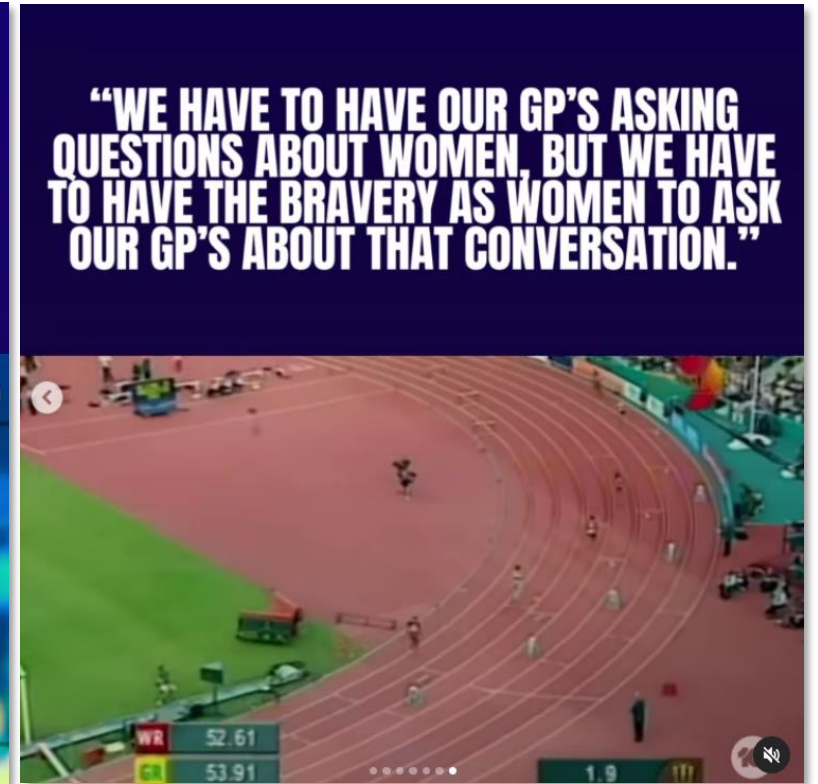 “WE HAVE TO HAVE OUR GP’S ASKING
QUESTIONS ABOUT WOMEN, BUT WE HAVE
TO HAVE THE BRAVERY AS WOMEN TO ASK
OUR GP’S ABOUT THAT CONVERSATION.”
WR 52.61
GR 53.91
1.9